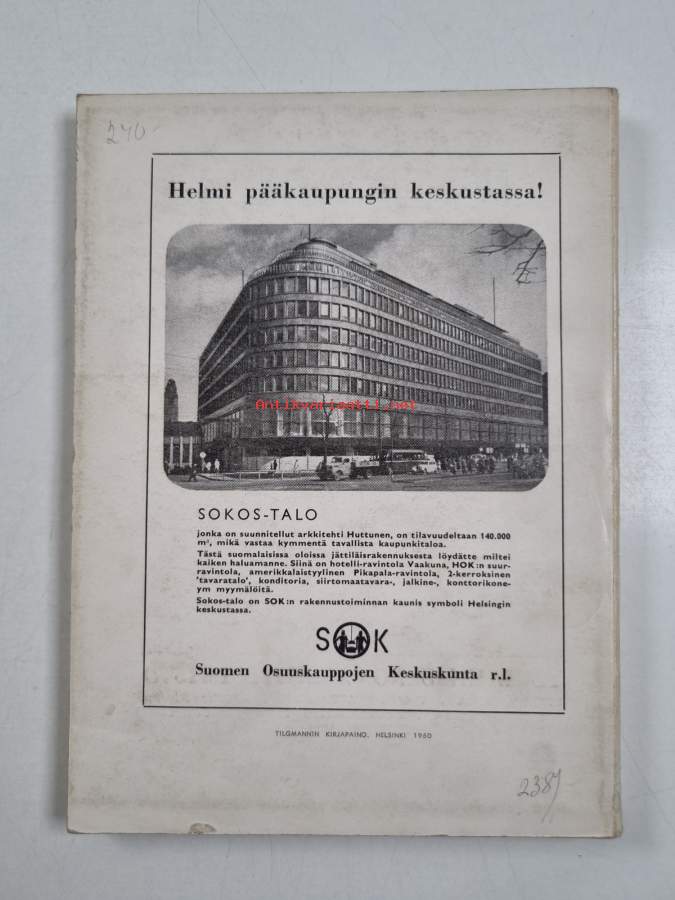 240
Helmi pääkaupungin keskustassa!
Antikvariaatti.net
SOKOS-TALO
jonka on suunnitellut arkkitehti Huttunen, on tilavuudeltaan 140.000
m³, mikä vastaa kymmentä tavallista kaupunkitaloa.
Tästä suomalaisissa oloissa jättiläisrakennuksesta löydätte miltei
kaiken haluamanne. Siinä on hotelli-ravintola Vaakuna, HOK:n suur-
ravintola, amerikkalaistyylinen Pikapala-ravintola, 2-kerroksinen
'tavaratalo', konditoria, siirtomaatavara-, jalkine-, konttorikone-
ym myymälöitä.
Sokos-talo on SOK:n rakennustoiminnan kaunis symboli Helsingin
keskustassa.
SOK
Suomen Osuuskauppojen Keskuskunta r.l.
TILGMANNIN KIRJAPAINO, HELSINKI 1960